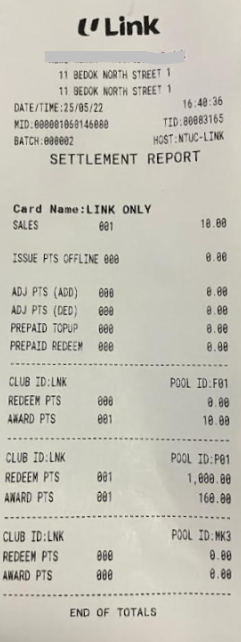 Link
11 BEDOK NORTH STREET 1
11 BEDOK NORTH STREET 1
DATE/TIME:25/05/22 16:40:36
MID:000001060146080 TID:80083165
BATCH:000002 HOST:NTUC-LINK
SETTLEMENT REPORT
Card Name:LINK ONLY
SALES 001 10.00
ISSUE PTS OFFLINE 000 0.00
ADJ PTS (ADD) 000 0.00
ADJ PTS (DED) 000 0.00
PREPAID TOPUP 000 0.00
PREPAID REDEEM 000 0.00
CLUB ID:LNK POOL ID:F01
REDEEM PTS 000 0.00
AWARD PTS 001 10.00
CLUB ID:LNK POOL ID:P01
REDEEM PTS 001 1,000.00
AWARD PTS 001 160.00
CLUB ID:LNK POOL ID:MK3
REDEEM PTS 000 0.00
AWARD PTS 000 0.00
END OF TOTALS